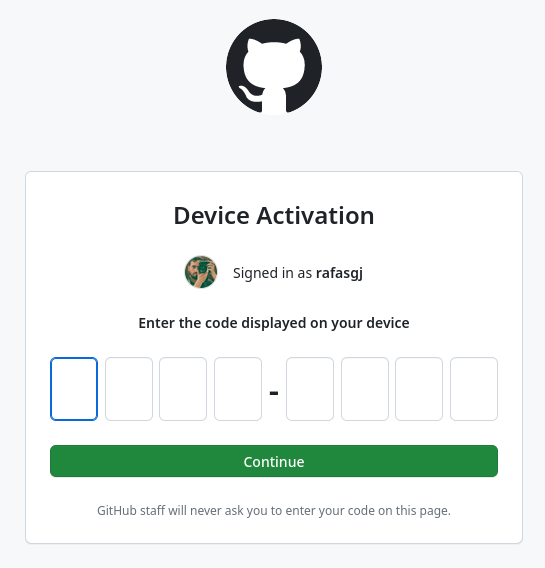 Device Activation
Signed in as rafasgj
Enter the code displayed on your device
-
Continue
GitHub staff will never ask you to enter your code on this page.